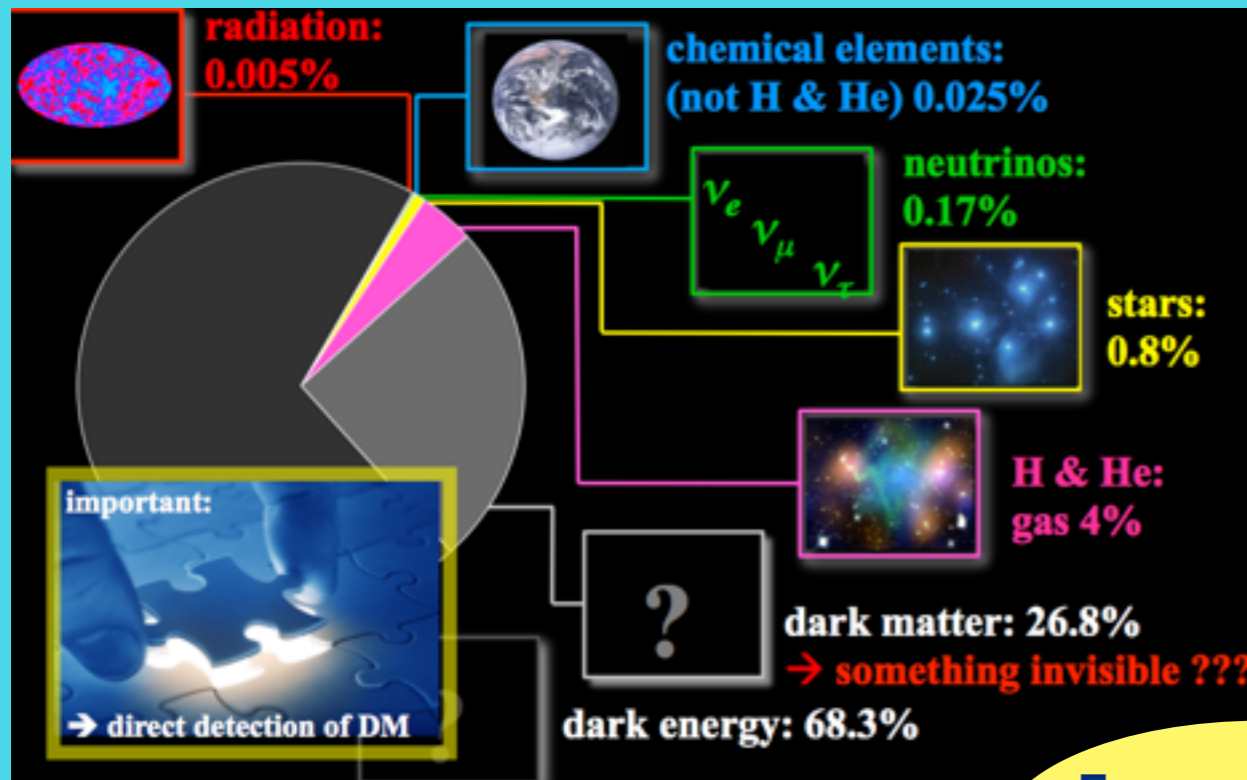 radiation:
0.005%
chemical elements:
(not H & He) 0.025%
neutrinos:
0.17%
νe
νμ
ντ
stars:
0.8%
H & He:
gas 4%
?
dark matter: 26.8%
→ something invisible ???
dark energy: 68.3%
important:
→ direct detection of DM
?